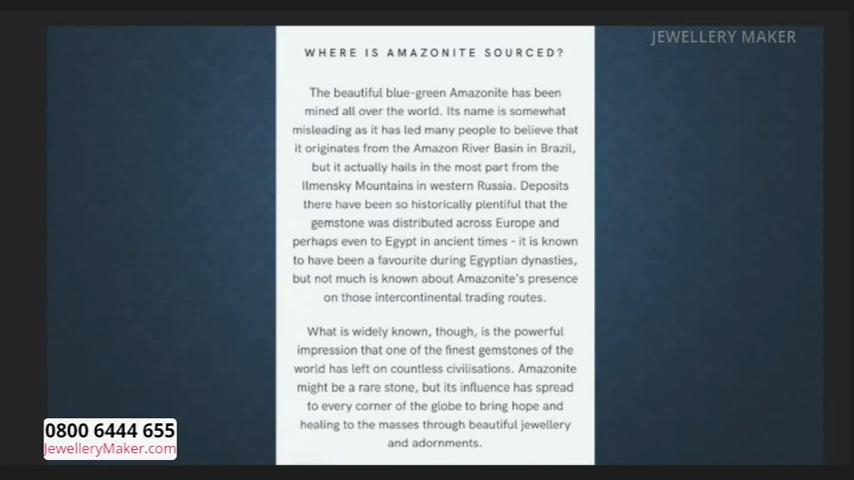 JEWELLERY MAKER
WHERE IS AMAZONITE SOURCED?
The beautiful blue-green Amazonite has been
mined all over the world. Its name is somewhat
misleading as it has led many people to believe that
it originates from the Amazon River Basin in Brazil,
but it actually hails in the most part from the
Ilmensky Mountains in western Russia. Deposits
there have been so historically plentiful that the
gemstone was distributed across Europe and
perhaps even to Egypt in ancient times - it is known
to have been a favourite during Egyptian dynasties,
but not much is known about Amazonite's presence
on those intercontinental trading routes.
What is widely known, though, is the powerful
impression that one of the finest gemstones of the
world has left on countless civilisations. Amazonite
might be a rare stone, but its influence has spread
to every corner of the globe to bring hope and
healing to the masses through beautiful jewellery
and adornments.
0800 6444 655
JewelleryMaker.com